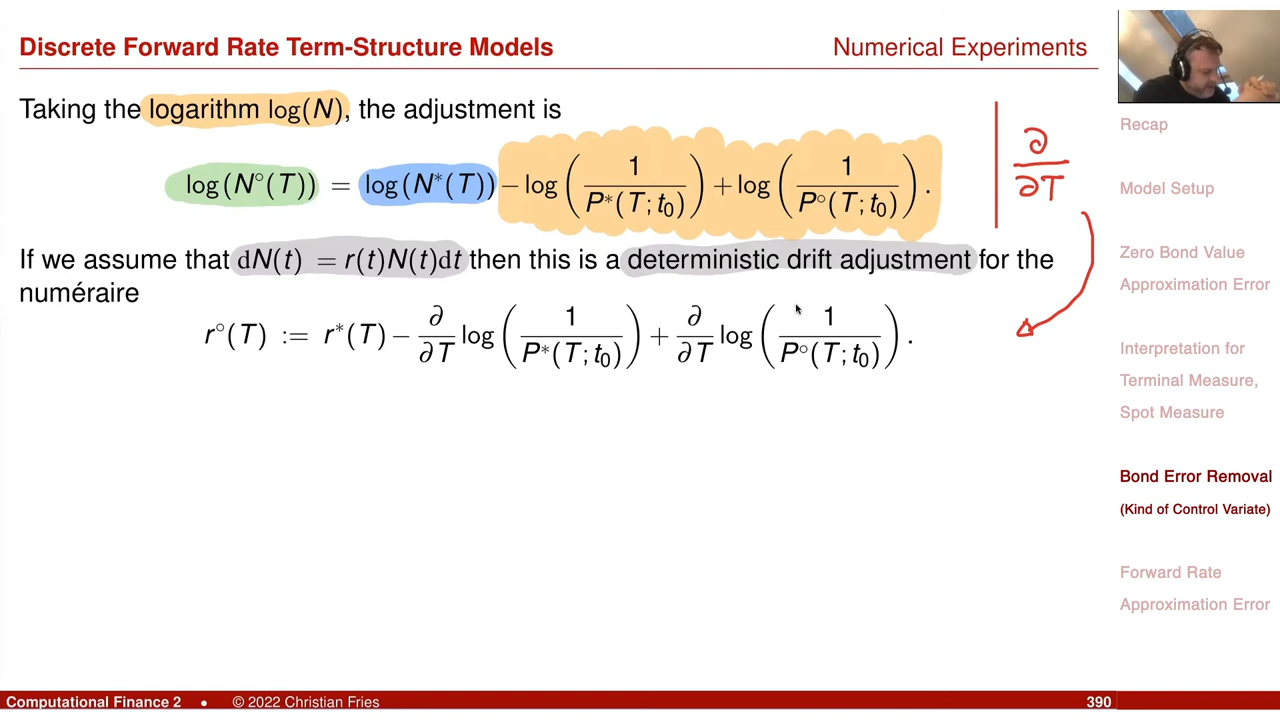 Discrete Forward Rate Term-Structure Models
Numerical Experiments
Taking the logarithm log(N), the adjustment is
log(N°(T)) = log(N*(T)) − log(1/P*(T;t₀)) + log(1/P°(T;t₀)).
∂/∂T
If we assume that dN(t) = r(t)N(t)dt then this is a deterministic drift adjustment for the
numéraire
r°(T) := r*(T) − ∂/∂T log(1/P*(T;t₀)) + ∂/∂T log(1/P°(T;t₀)).
Recap
Model Setup
Zero Bond Value
Approximation Error
Interpretation for
Terminal Measure,
Spot Measure
Bond Error Removal
(Kind of Control Variate)
Forward Rate
Approximation Error
Computational Finance 2 • © 2022 Christian Fries
390